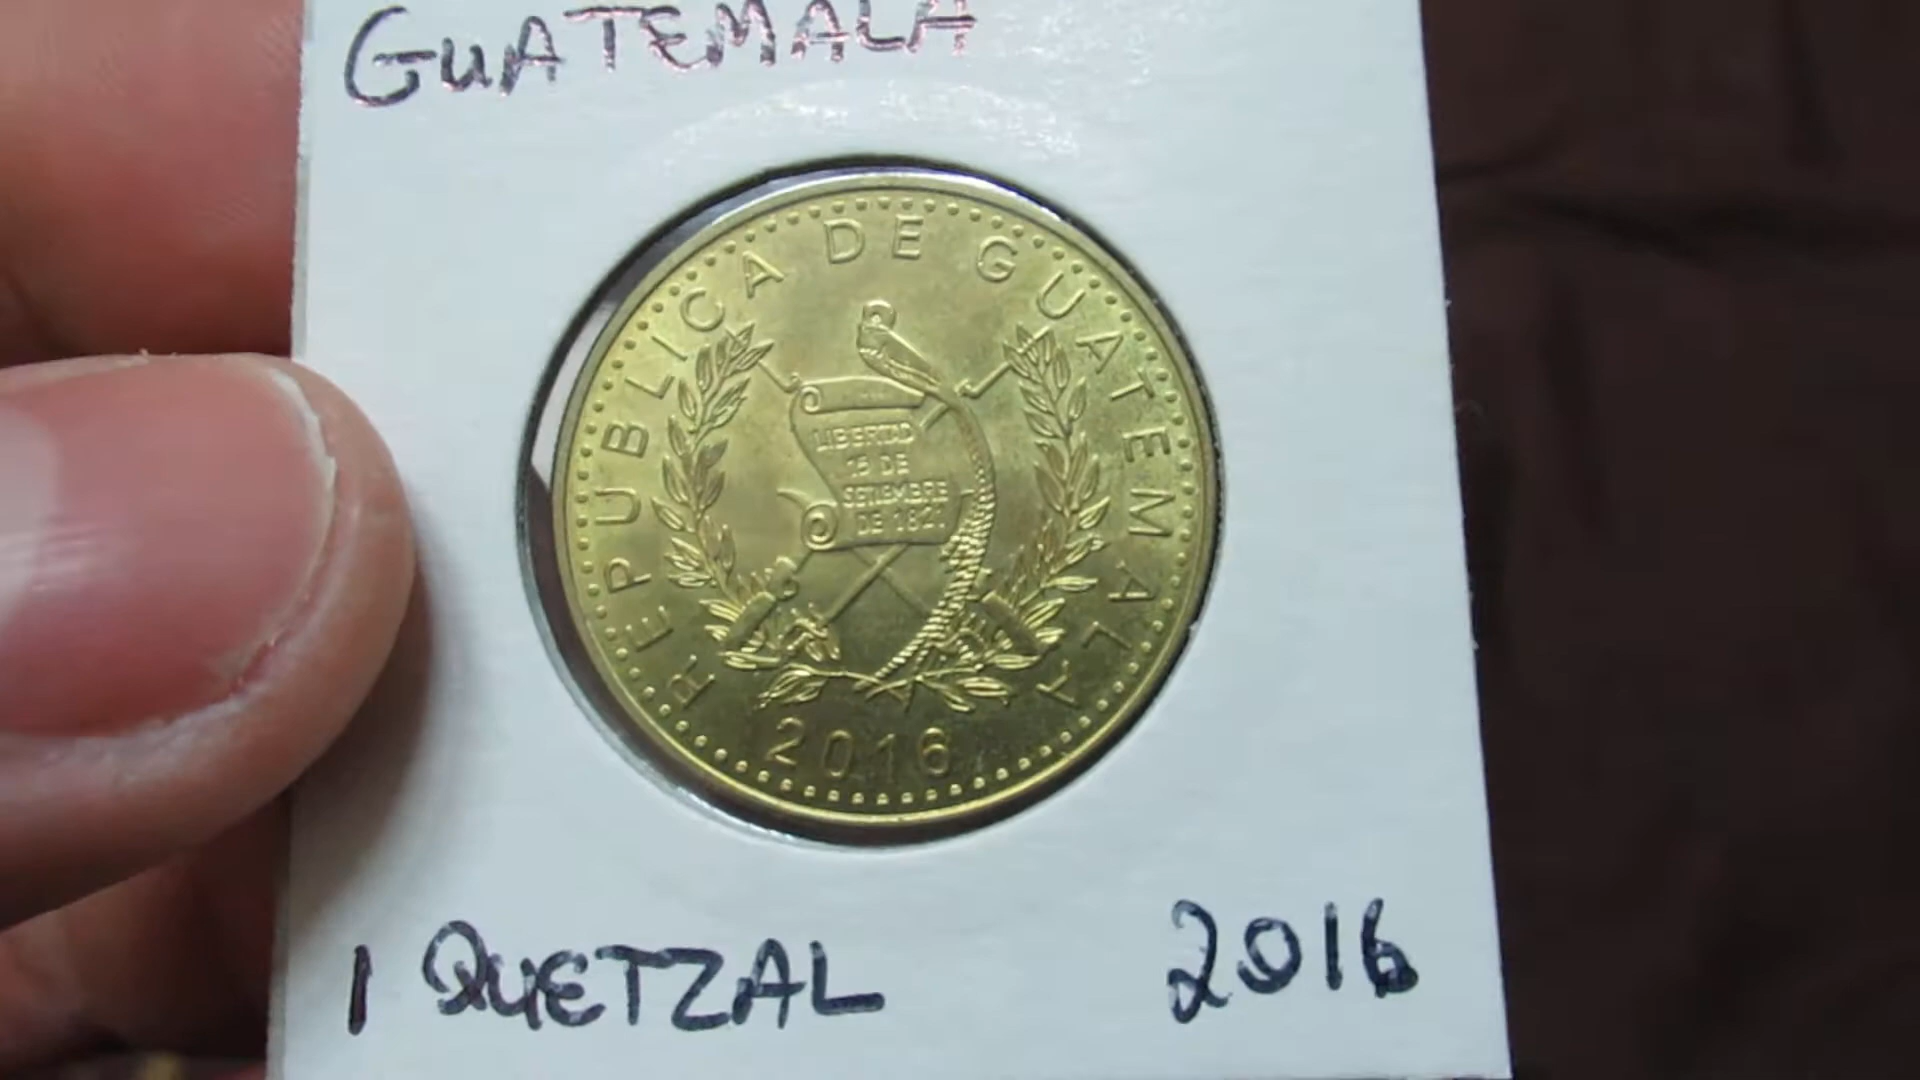 GUATEMALA
REPUBLICA DE GUATEMALA
LIBERTAD
15 DE
SETIEMBRE
DE 1821
2016
1 QUETZAL 2016